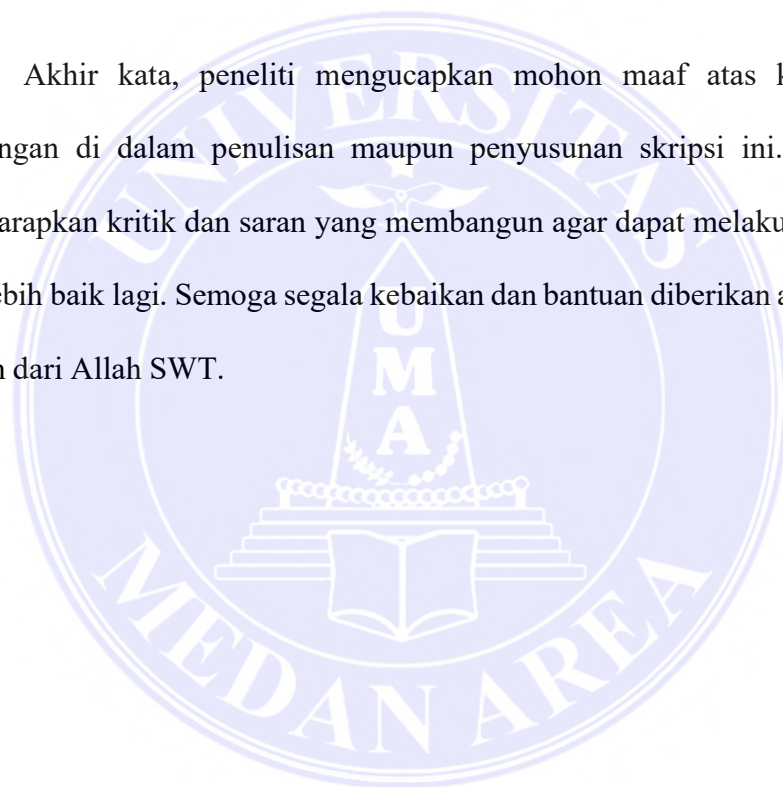 Akhir kata, peneliti mengucapkan mohon maaf atas k
ngan di dalam penulisan maupun penyusunan skripsi ini.
arapkan kritik dan saran yang membangun agar dapat melaku
ebih baik lagi. Semoga segala kebaikan dan bantuan diberikan a
n dari Allah SWT.
UNIVERSITAS
UMA
MEDAN AREA